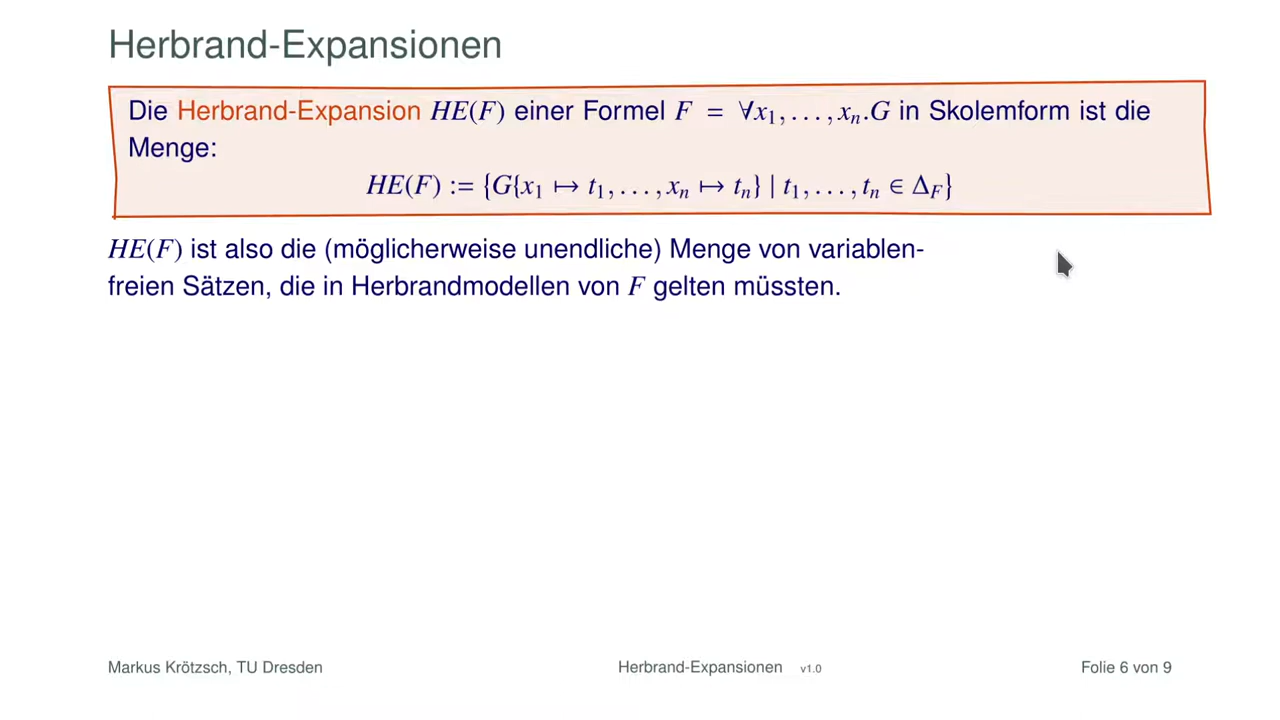 Herbrand-Expansionen
Die Herbrand-Expansion HE(F) einer Formel F = ∀x₁, . . . , xₙ.G in Skolemform ist die
Menge:
HE(F) := {G{x₁ ↦ t₁, . . . , xₙ ↦ tₙ} | t₁, . . . , tₙ ∈ Δ_F}
HE(F) ist also die (möglicherweise unendliche) Menge von variablen-
freien Sätzen, die in Herbrandmodellen von F gelten müssten.
Markus Krötzsch, TU Dresden Herbrand-Expansionen v1.0 Folie 6 von 9